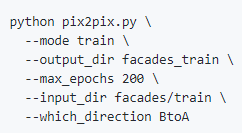 python pix2pix.py \
--mode train \
--output_dir facades_train \
--max_epochs 200 \
--input_dir facades/train \
--which_direction BtoA